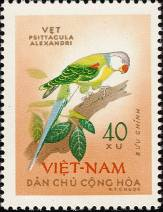 VẸT
PSITTACULA
ALEXANDRI
40
XU
BƯU CHÍNH
VIỆT-NAM
DÂN CHỦ CỘNG HÒA